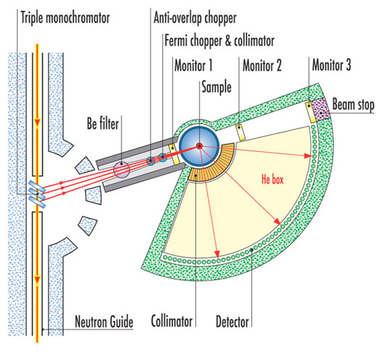 Triple monochromator
Anti-overlap chopper
Fermi chopper & collimator
Monitor 1
Monitor 2
Monitor 3
Sample
Beam stop
Be filter
He box
Neutron Guide
Collimator
Detector